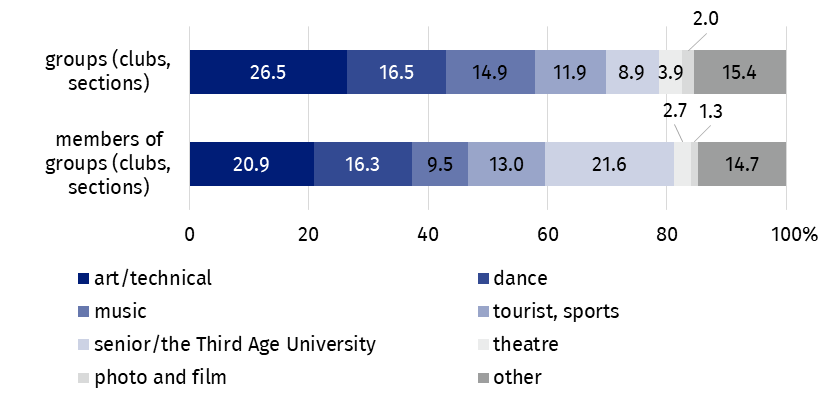 2.0
groups (clubs,
sections)
26.5 16.5 14.9 11.9 8.9 3.9 15.4
2.7 1.3
members of
groups (clubs,
sections)
20.9 16.3 9.5 13.0 21.6 14.7
0 20 40 60 80 100%
art/technical dance
music tourist, sports
senior/the Third Age University theatre
photo and film other